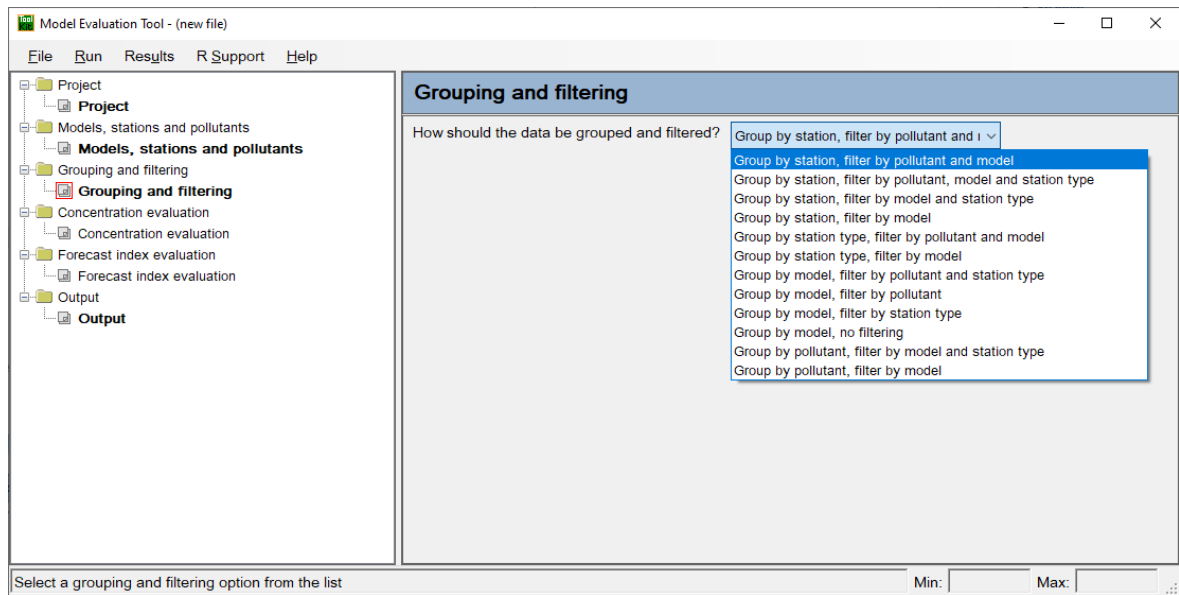 Model Evaluation Tool - (new file)
File Run Results R Support Help
Project
Project
Models, stations and pollutants
Models, stations and pollutants
Grouping and filtering
Grouping and filtering
Concentration evaluation
Concentration evaluation
Forecast index evaluation
Forecast index evaluation
Output
Output
Grouping and filtering
How should the data be grouped and filtered? Group by station, filter by pollutant and
Group by station, filter by pollutant and model
Group by station, filter by pollutant, model and station type
Group by station, filter by model and station type
Group by station, filter by model
Group by station type, filter by pollutant and model
Group by station type, filter by model
Group by model, filter by pollutant and station type
Group by model, filter by pollutant
Group by model, filter by station type
Group by model, no filtering
Group by pollutant, filter by model and station type
Group by pollutant, filter by model
Select a grouping and filtering option from the list Min: Max: